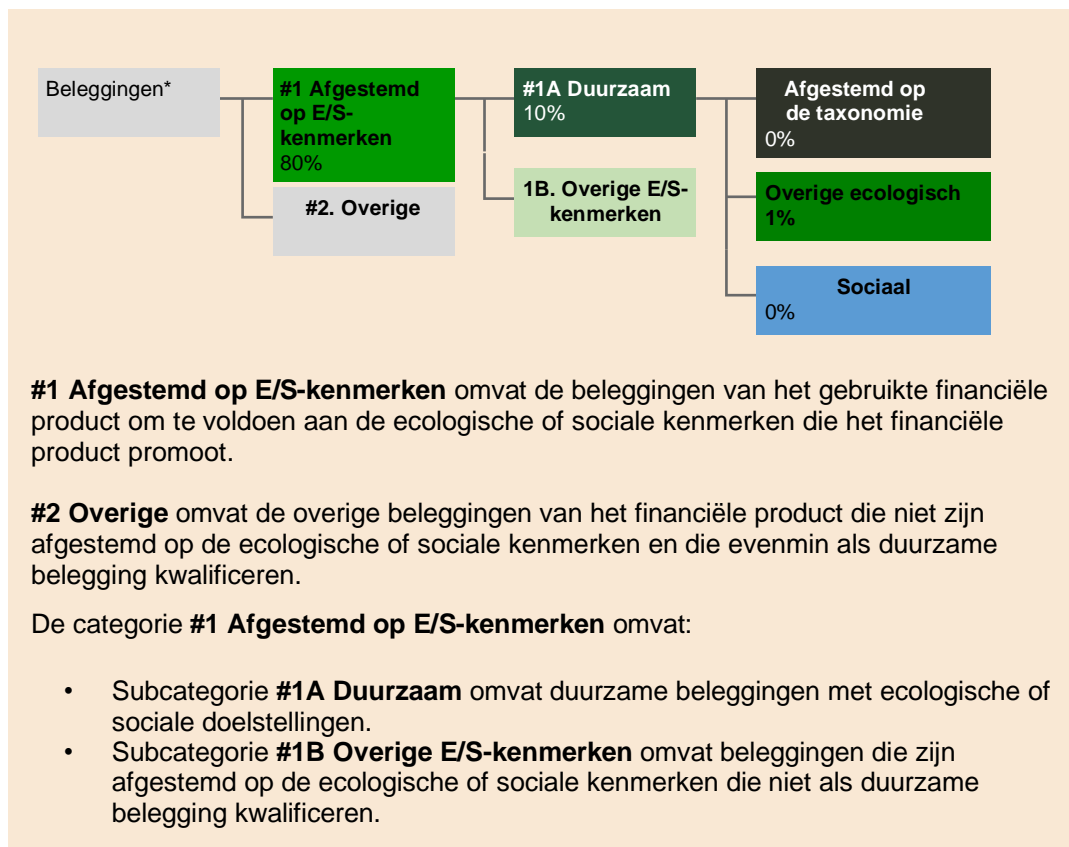 Beleggingen*
#1 Afgestemd
op E/S-
kenmerken
80%
#2. Overige
#1A Duurzaam
10%
1B. Overige E/S-
kenmerken
Afgestemd op
de taxonomie
0%
Overige ecologisch
1%
Sociaal
0%
#1 Afgestemd op E/S-kenmerken omvat de beleggingen van het gebruikte financiële
product om te voldoen aan de ecologische of sociale kenmerken die het financiële
product promoot.
#2 Overige omvat de overige beleggingen van het financiële product die niet zijn
afgestemd op de ecologische of sociale kenmerken en die evenmin als duurzame
belegging kwalificeren.
De categorie #1 Afgestemd op E/S-kenmerken omvat:
• Subcategorie #1A Duurzaam omvat duurzame beleggingen met ecologische of
sociale doelstellingen.
• Subcategorie #1B Overige E/S-kenmerken omvat beleggingen die zijn
afgestemd op de ecologische of sociale kenmerken die niet als duurzame
belegging kwalificeren.